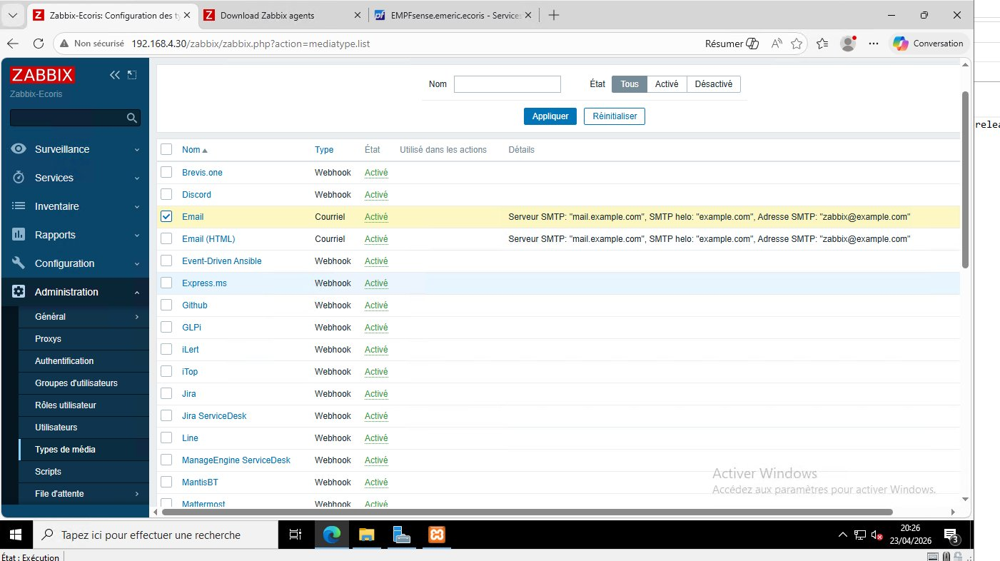 Zabbix-Ecoris: Configuration des ty
Download Zabbix agents
EMPFsense.emeric.ecoris - Services
Non sécurisé 192.168.4.30/zabbix/zabbix.php?action=mediatype.list
Résumer
Conversation
ZABBIX
Zabbix-Ecoris
Surveillance
Services
Inventaire
Rapports
Configuration
Administration
Général
Proxys
Authentification
Groupes d'utilisateurs
Rôles utilisateur
Utilisateurs
Types de média
Scripts
File d'attente
Nom
État Tous Activé Désactivé
Appliquer Réinitialiser
Nom Type État Utilisé dans les actions Détails
Brevis.one Webhook Activé
Discord Webhook Activé
Email Courriel Activé Serveur SMTP: "mail.example.com", SMTP helo: "example.com", Adresse SMTP: "zabbix@example.com"
Email (HTML) Courriel Activé Serveur SMTP: "mail.example.com", SMTP helo: "example.com", Adresse SMTP: "zabbix@example.com"
Event-Driven Ansible Webhook Activé
Express.ms Webhook Activé
Github Webhook Activé
GLPi Webhook Activé
iLert Webhook Activé
iTop Webhook Activé
Jira Webhook Activé
Jira ServiceDesk Webhook Activé
Line Webhook Activé
ManageEngine ServiceDesk Webhook Activé
MantisBT Webhook Activé
Mattermost Webhook Activé
Activer Windows
Accédez aux paramètres pour activer Windows.
relea
Tapez ici pour effectuer une recherche
20:26
23/04/2026
3
État : Exécution